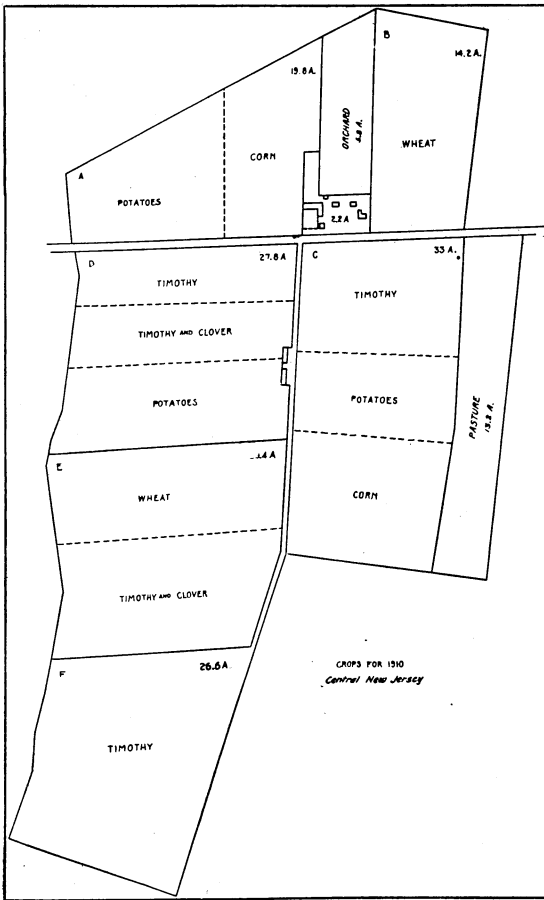 B
14.2 A.
19.8 A.
ORCHARD
WHEAT
CORN
A
POTATOES
2.2 A
D
27.8 A
C
33 A.
TIMOTHY
TIMOTHY
TIMOTHY AND CLOVER
POTATOES
POTATOES
PASTURE
E
WHEAT
CORN
TIMOTHY AND CLOVER
F
26.6 A.
CROPS FOR 1910
Central New Jersey
TIMOTHY